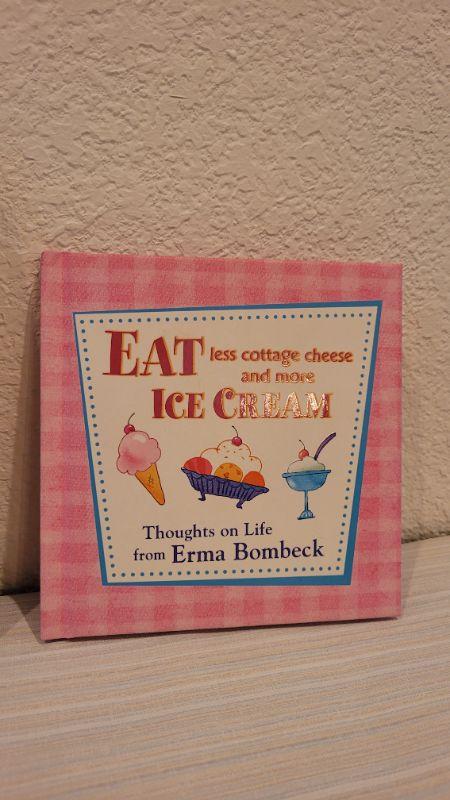 EAT less cottage cheese
and more
ICE CREAM
Thoughts on Life
from Erma Bombeck